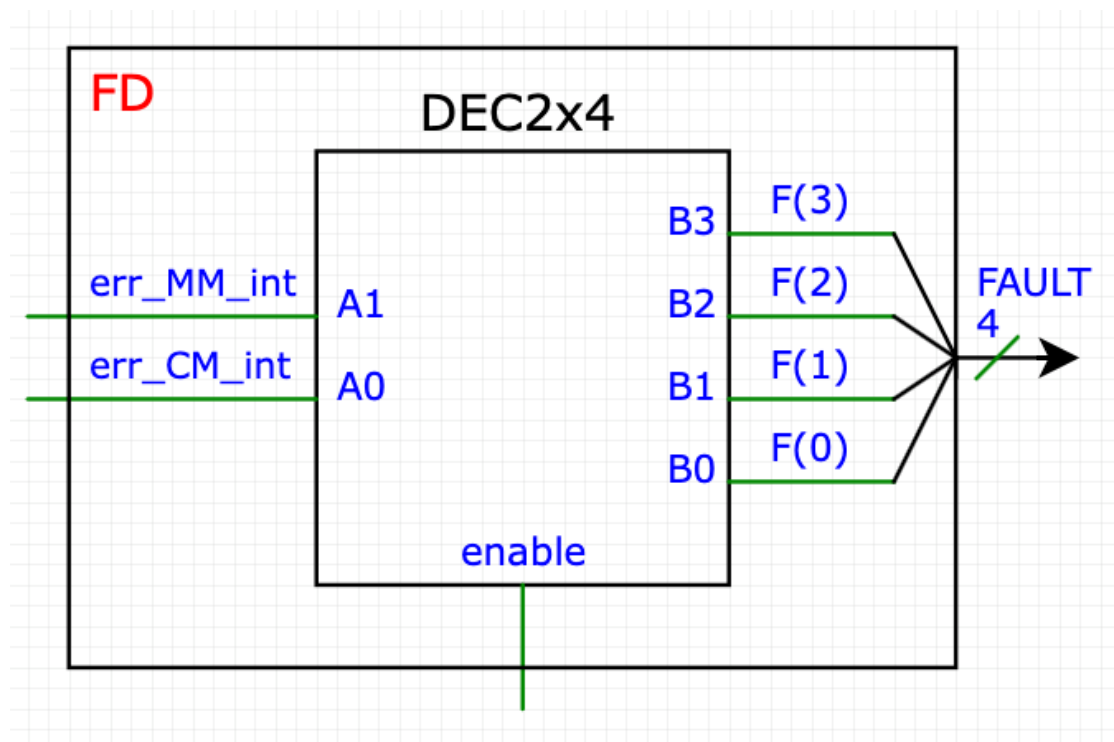 FD
DEC2x4
err_MM_int
err_CM_int
A1
A0
B3
B2
B1
B0
enable
F(3)
F(2)
F(1)
F(0)
FAULT
4